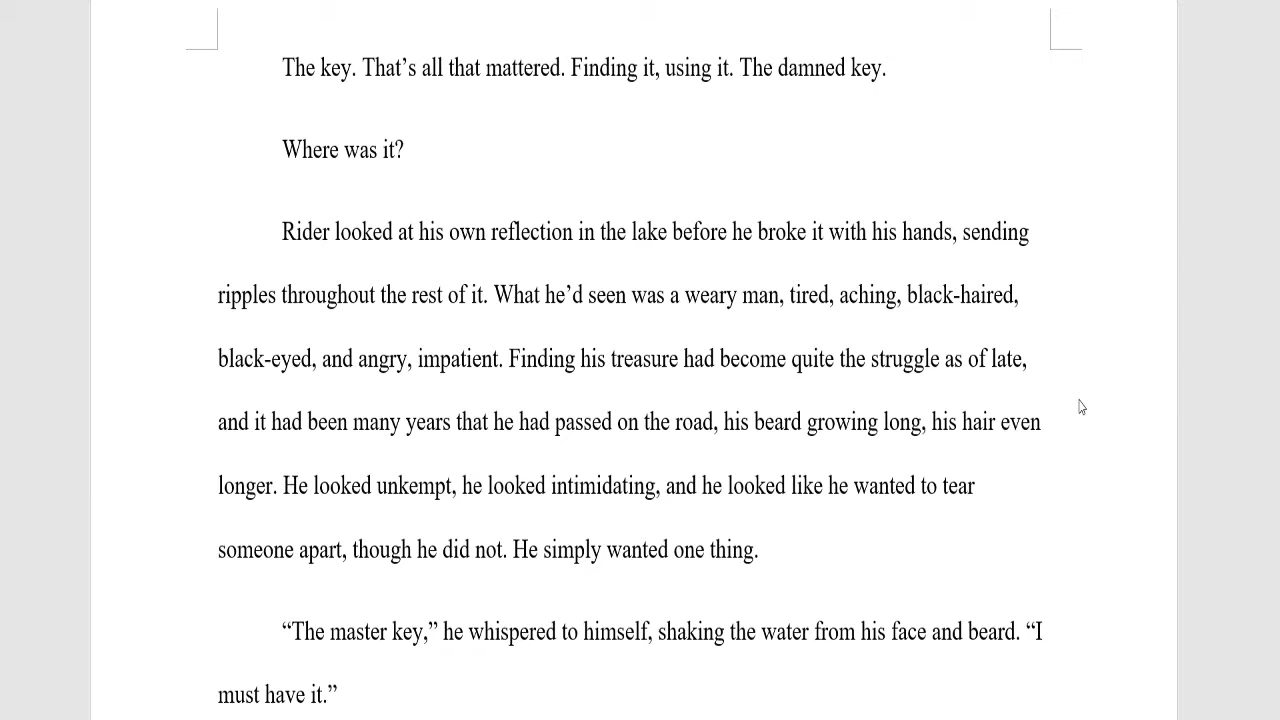 The key. That’s all that mattered. Finding it, using it. The damned key.
Where was it?
Rider looked at his own reflection in the lake before he broke it with his hands, sending
ripples throughout the rest of it. What he’d seen was a weary man, tired, aching, black-haired,
black-eyed, and angry, impatient. Finding his treasure had become quite the struggle as of late,
and it had been many years that he had passed on the road, his beard growing long, his hair even
longer. He looked unkempt, he looked intimidating, and he looked like he wanted to tear
someone apart, though he did not. He simply wanted one thing.
“The master key,” he whispered to himself, shaking the water from his face and beard. “I
must have it.”